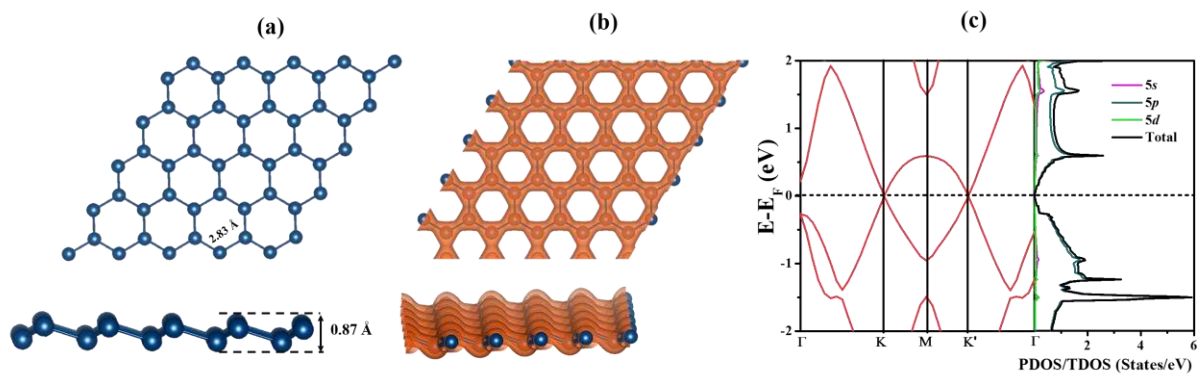 (a)
2.83 Å
0.87 Å
(b)
(c)
E-E_F (eV)
2
1
0
-1
-2
Γ
K
M
K'
Γ
5s
5p
5d
Total
2
4
6
PDOS/TDOS (States/eV)